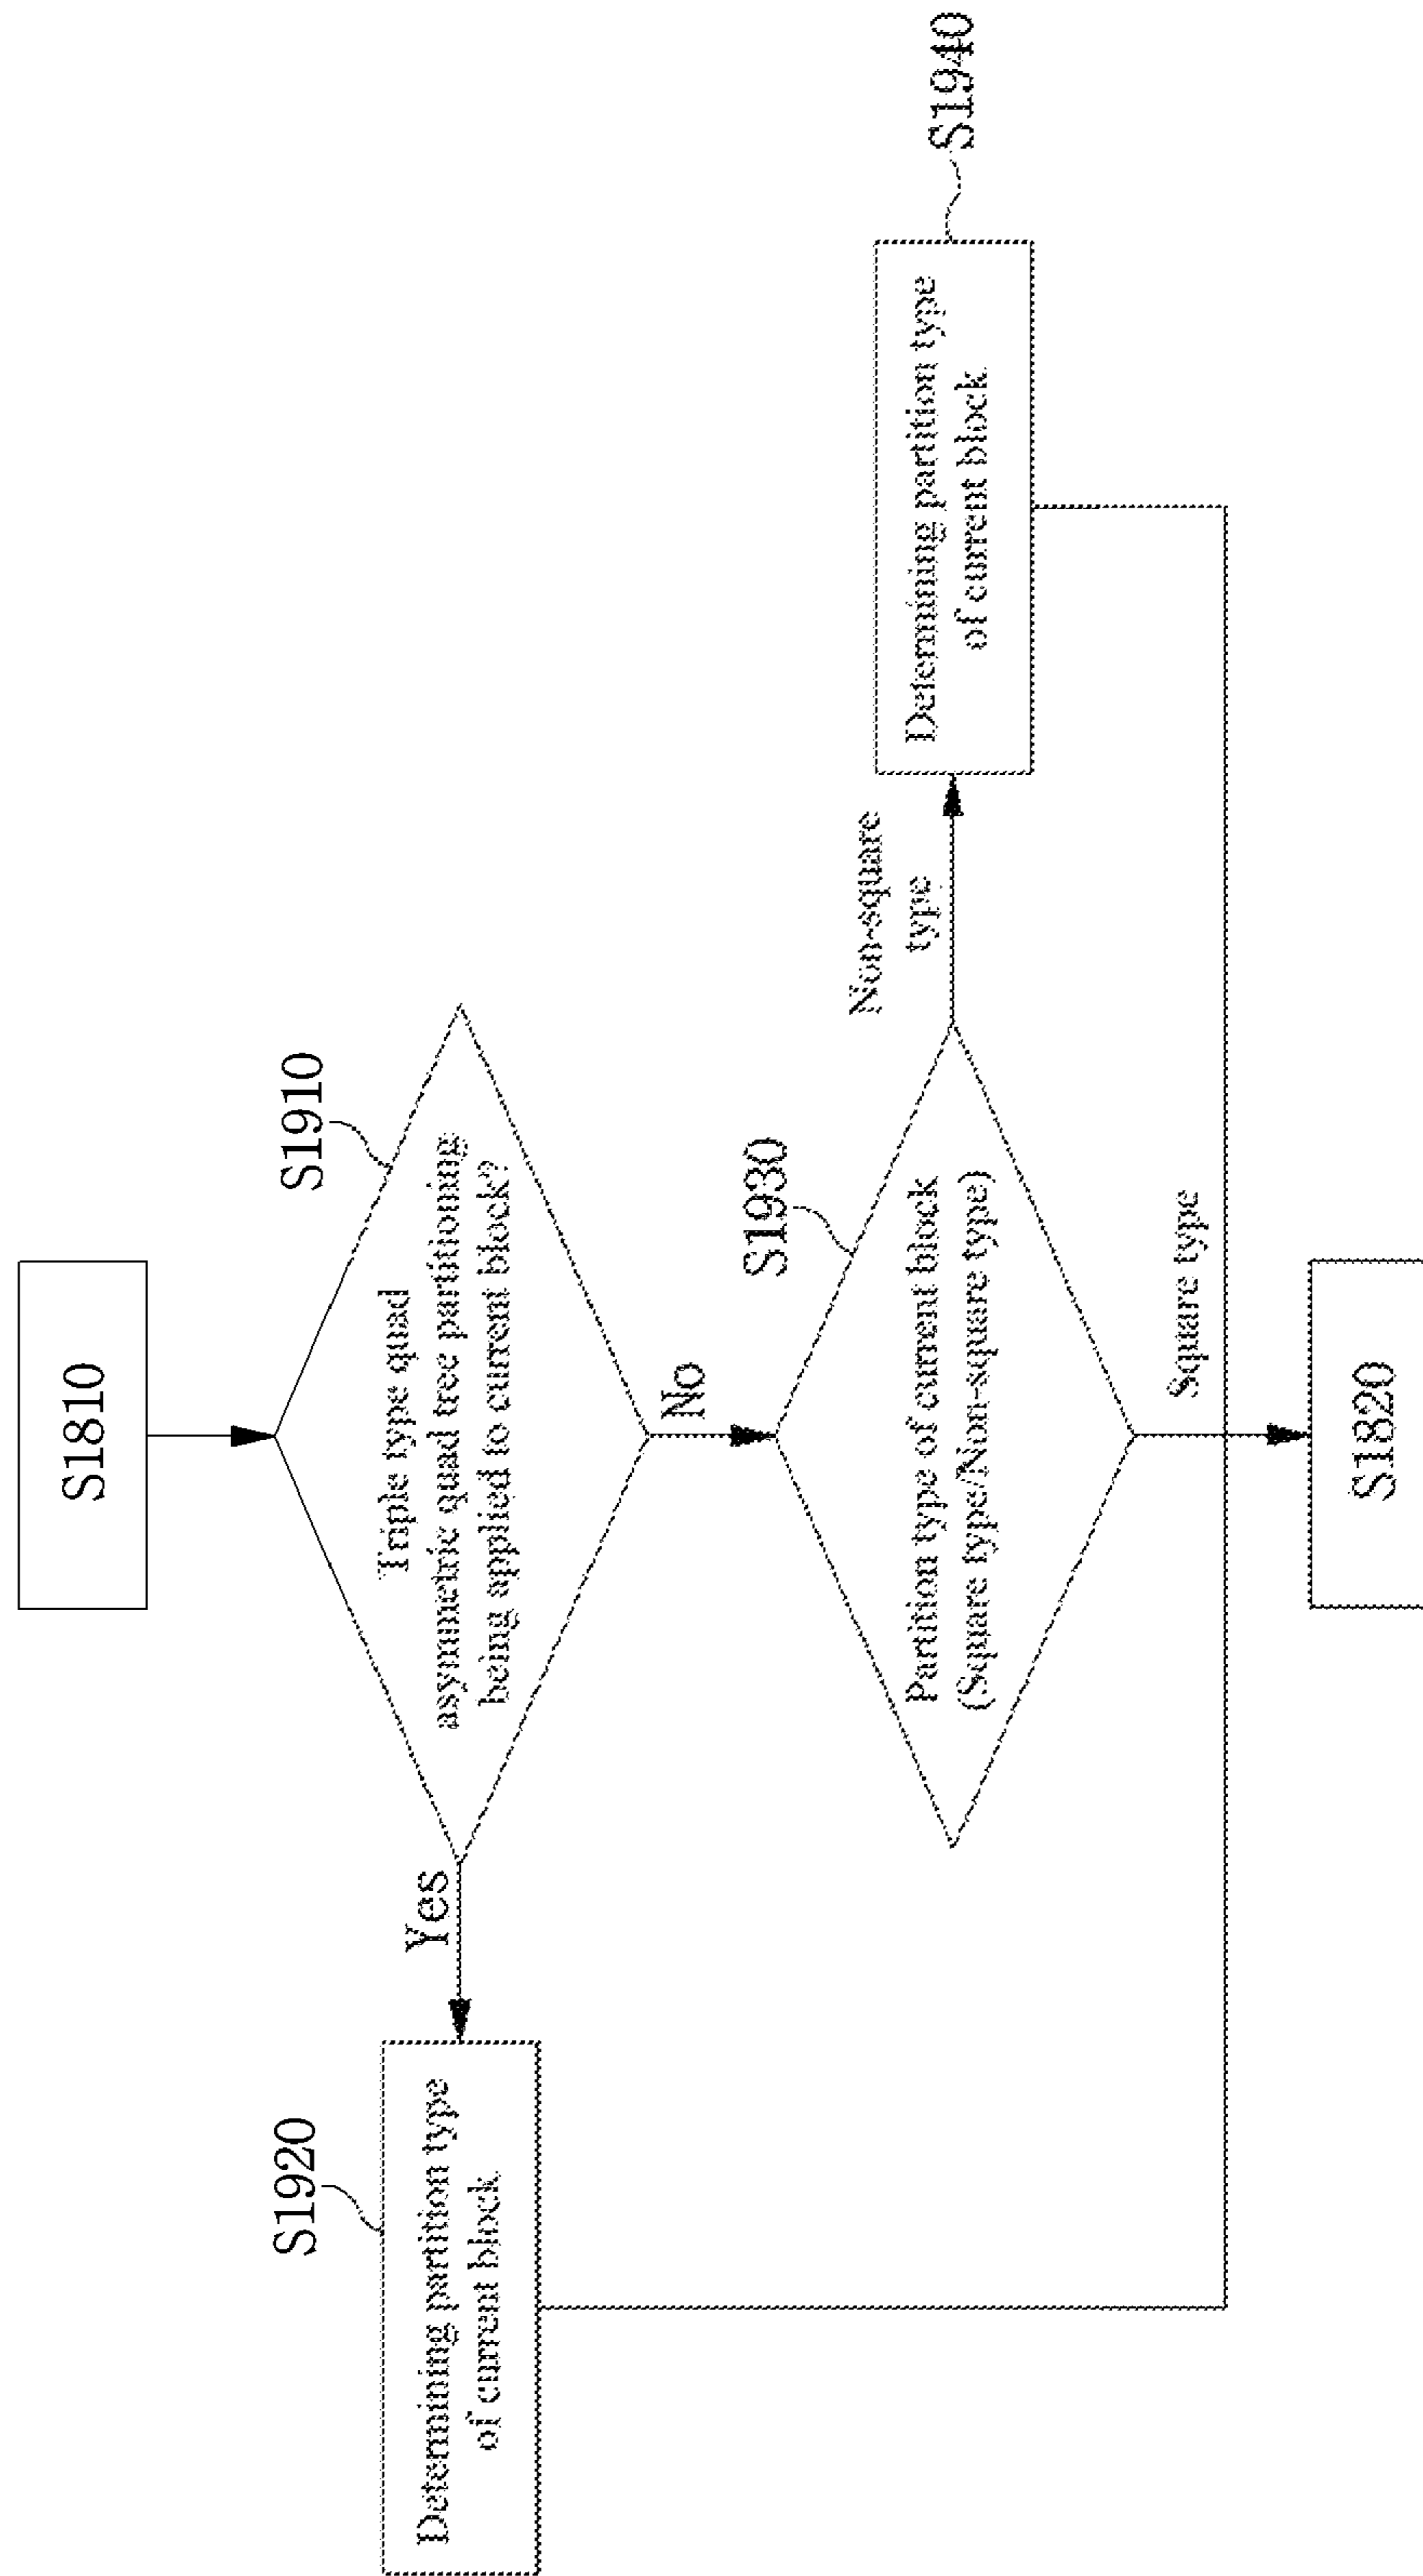 S1810
S1910
Triple type quad
asymmetric quad tree partitioning
being applied to current block?
Yes
No
S1920
Determining partition type
of current block
S1930
Partition type of current block
(Square type/Non-square type)
Non-square
type
S1940
Determining partition type
of current block
Square type
S1820